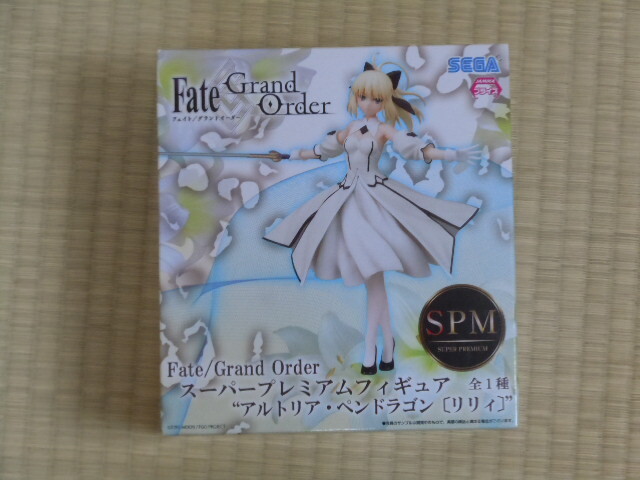 Fate Grand Order
フェイト/グランドオーダー
SEGA
SPM
SUPER PREMIUM
Fate/Grand Order
スーパープレミアムフィギュア 全1種
“アルトリア・ペンドラゴン〔リリィ〕”